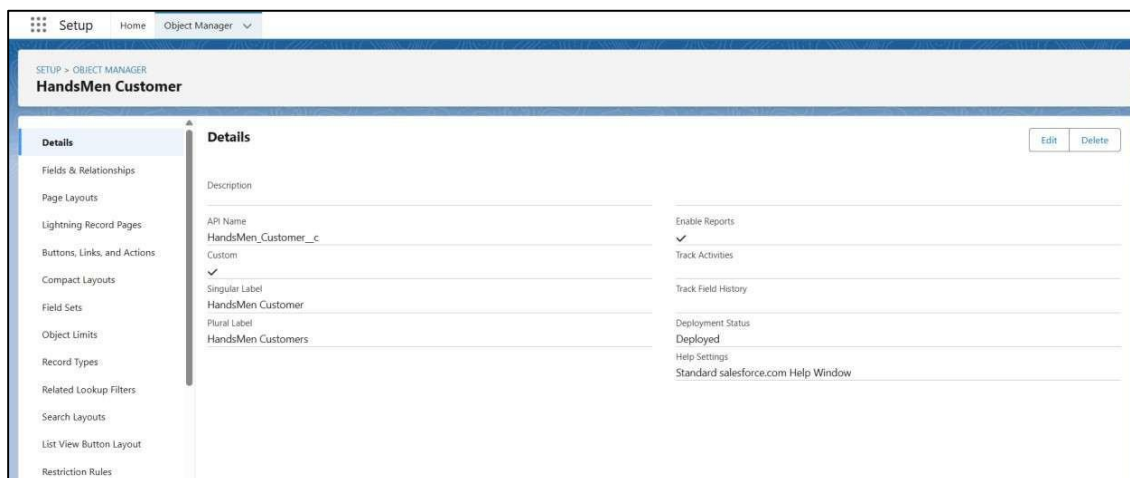 Setup Home Object Manager
SETUP > OBJECT MANAGER
HandsMen Customer
Details
Fields & Relationships
Page Layouts
Lightning Record Pages
Buttons, Links, and Actions
Compact Layouts
Field Sets
Object Limits
Record Types
Related Lookup Filters
Search Layouts
List View Button Layout
Restriction Rules
Details
Edit Delete
Description
API Name
HandsMen_Customer__c
Custom
Singular Label
HandsMen Customer
Plural Label
HandsMen Customers
Enable Reports
Track Activities
Track Field History
Deployment Status
Deployed
Help Settings
Standard salesforce.com Help Window